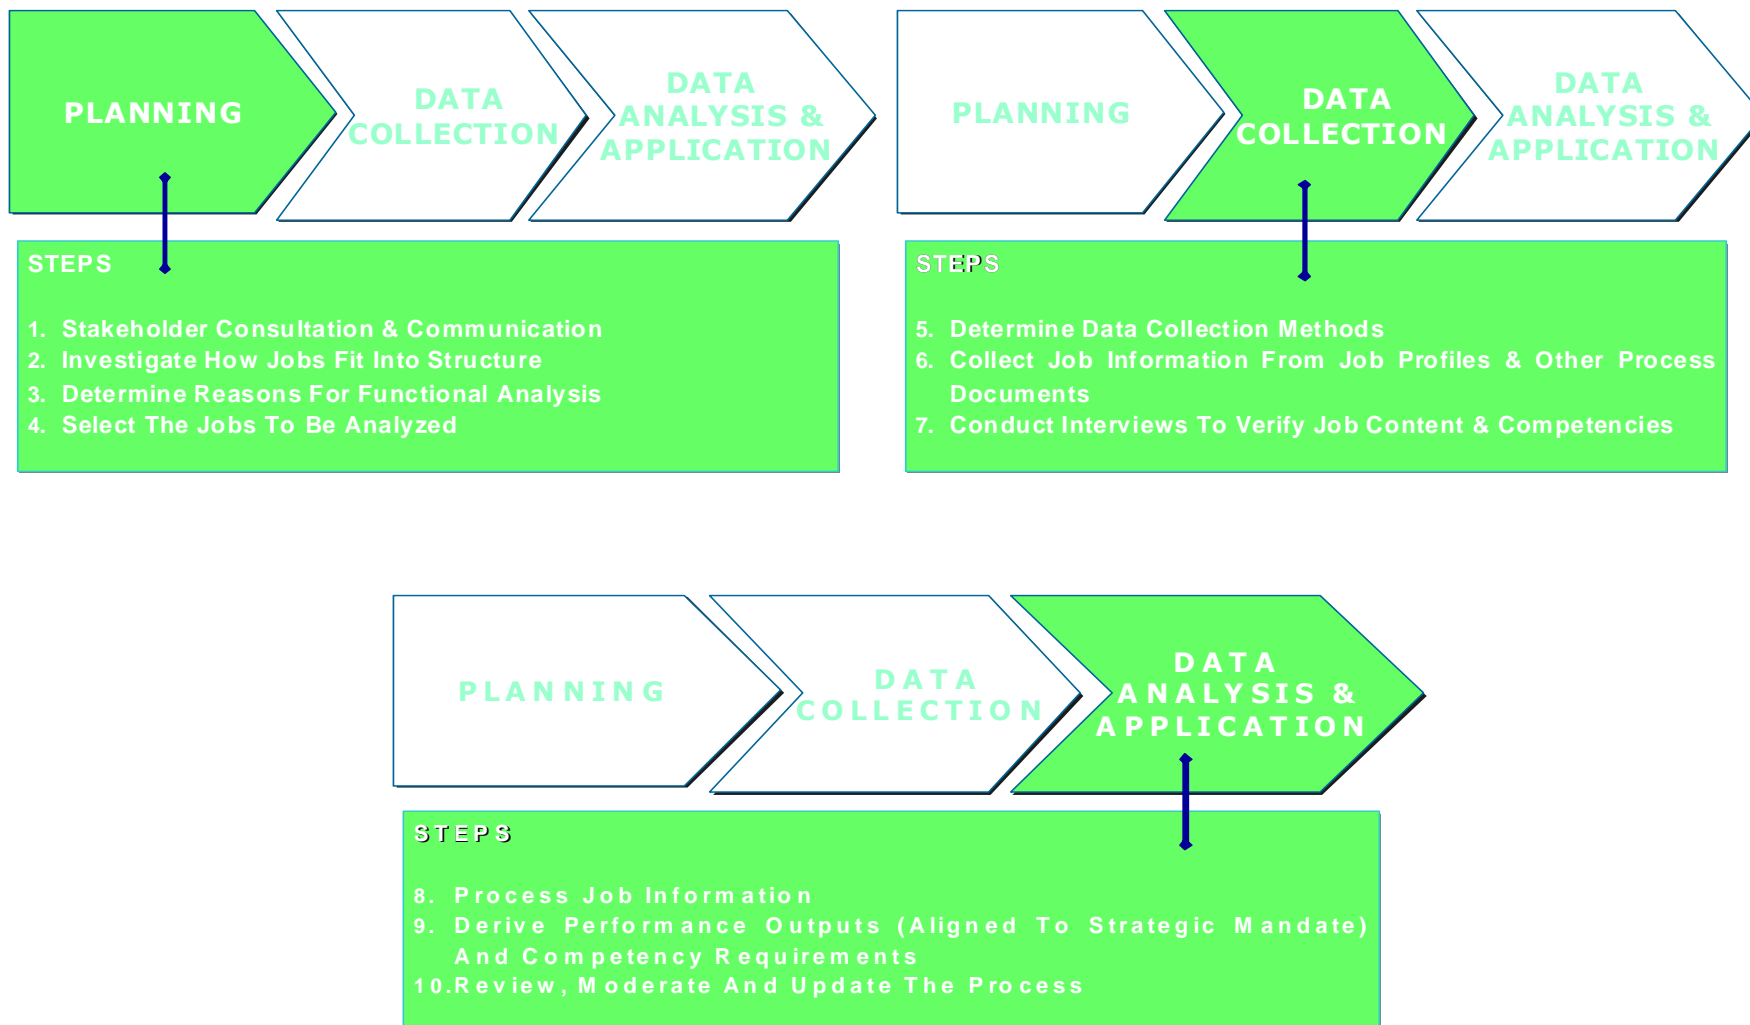 PLANNING
DATA
COLLECTION
DATA
ANALYSIS &
APPLICATION
STEPS
1. Stakeholder Consultation & Communication
2. Investigate How Jobs Fit Into Structure
3. Determine Reasons For Functional Analysis
4. Select The Jobs To Be Analyzed
PLANNING
DATA
COLLECTION
DATA
ANALYSIS &
APPLICATION
STEPS
5. Determine Data Collection Methods
6. Collect Job Information From Job Profiles & Other Process
Documents
7. Conduct Interviews To Verify Job Content & Competencies
PLANNING
DATA
COLLECTION
DATA
ANALYSIS &
APPLICATION
STEPS
8. Process Job Information
9. Derive Performance Outputs (Aligned To Strategic Mandate)
And Competency Requirements
10.Review, Moderate And Update The Process